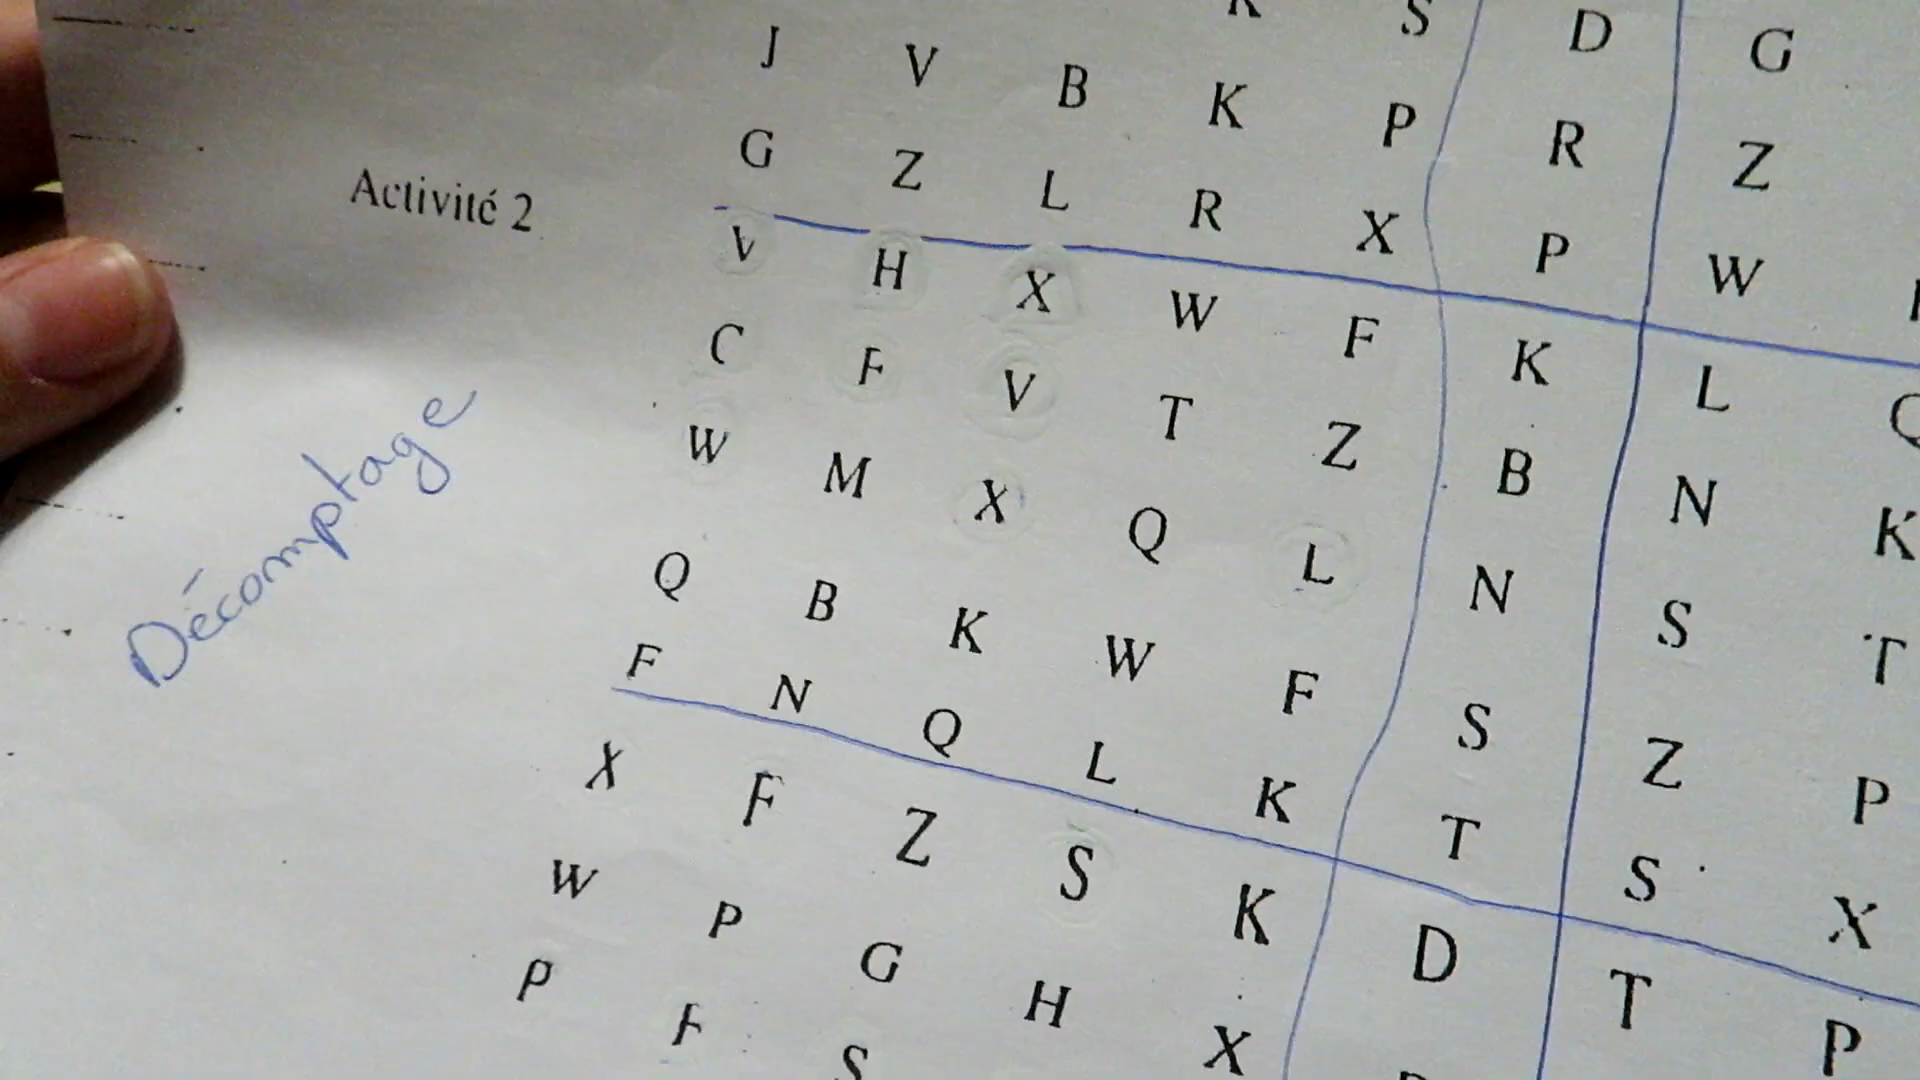 K S D G
J V B K P R Z
G Z L R X P W
Activité 2
V H X W F K L Q
C F V T Z B N K
W M X Q L N S T
Q B K W F S Z P
F N Q L K T S X
X F Z S K D T P
W P G H X
P F S
Décomptage